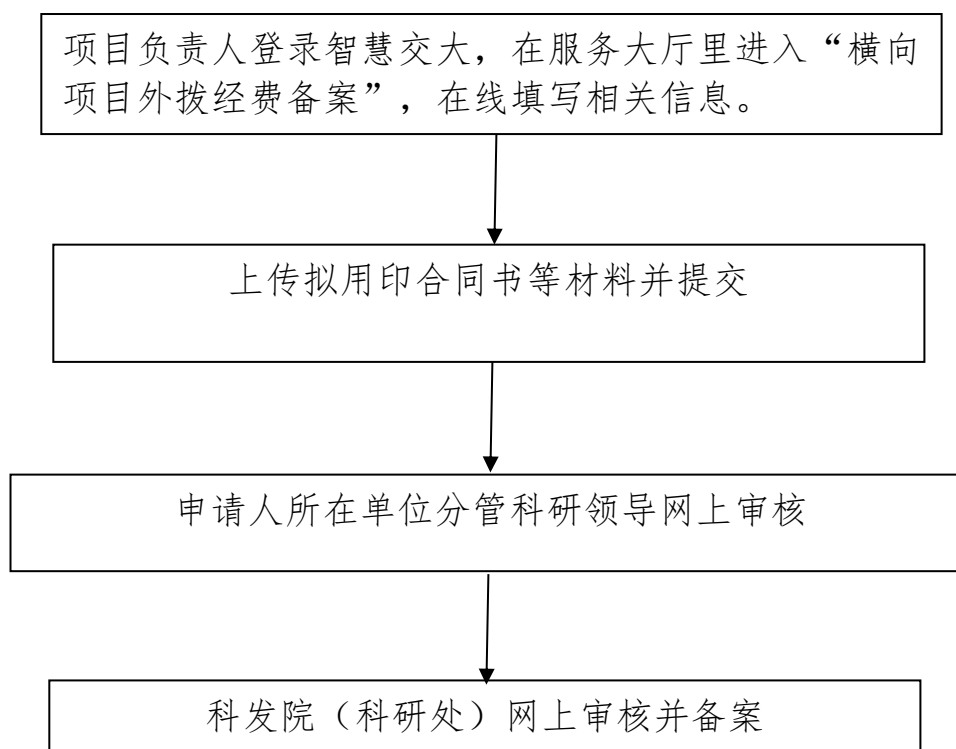 项目负责人登录智慧交大，在服务大厅里进入“横向
项目外拨经费备案”，在线填写相关信息。
上传拟用印合同书等材料并提交
申请人所在单位分管科研领导网上审核
科发院（科研处）网上审核并备案